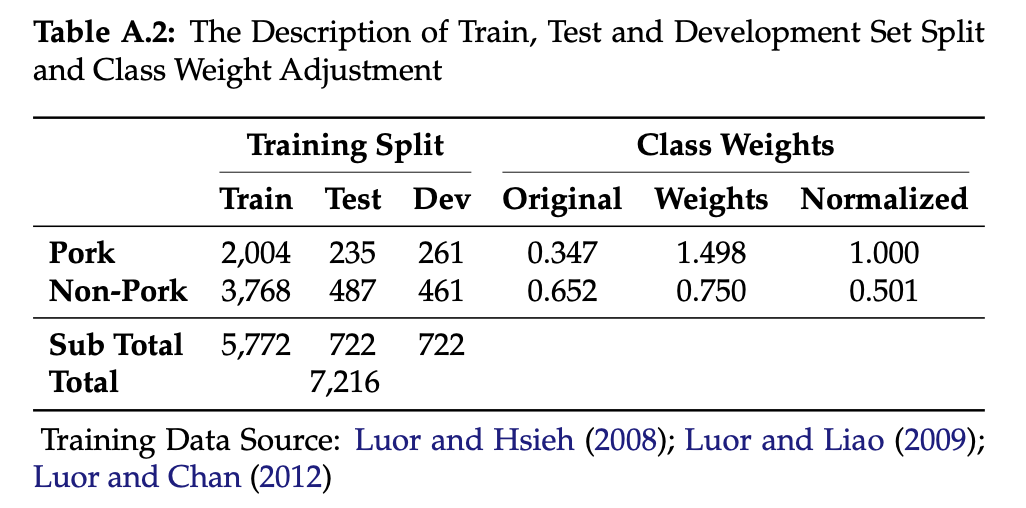 Table A.2: The Description of Train, Test and Development Set Split
and Class Weight Adjustment
Training Split Class Weights
Train Test Dev Original Weights Normalized
Pork 2,004 235 261 0.347 1.498 1.000
Non-Pork 3,768 487 461 0.652 0.750 0.501
Sub Total 5,772 722 722
Total 7,216
Training Data Source: Luor and Hsieh (2008); Luor and Liao (2009);
Luor and Chan (2012)